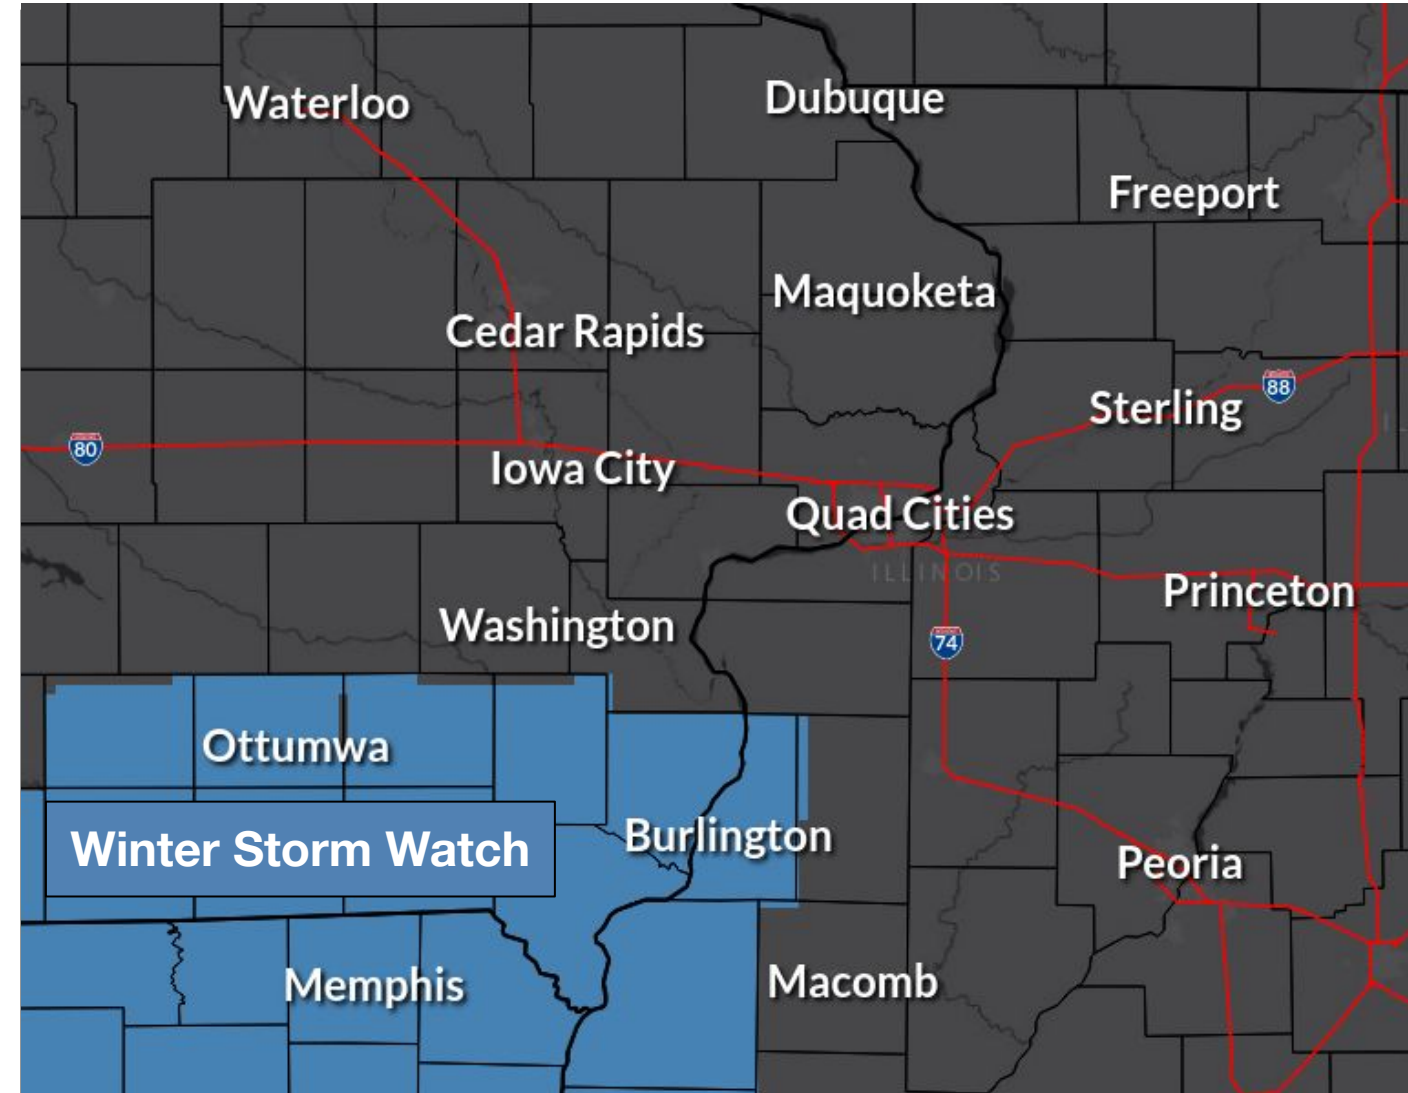 Waterloo
Dubuque
Freeport
Maquoketa
Cedar Rapids
88
Sterling
80
Iowa City
Quad Cities
ILLINOIS
Princeton
Washington
74
Ottumwa
Winter Storm Watch
Burlington
Peoria
Memphis
Macomb